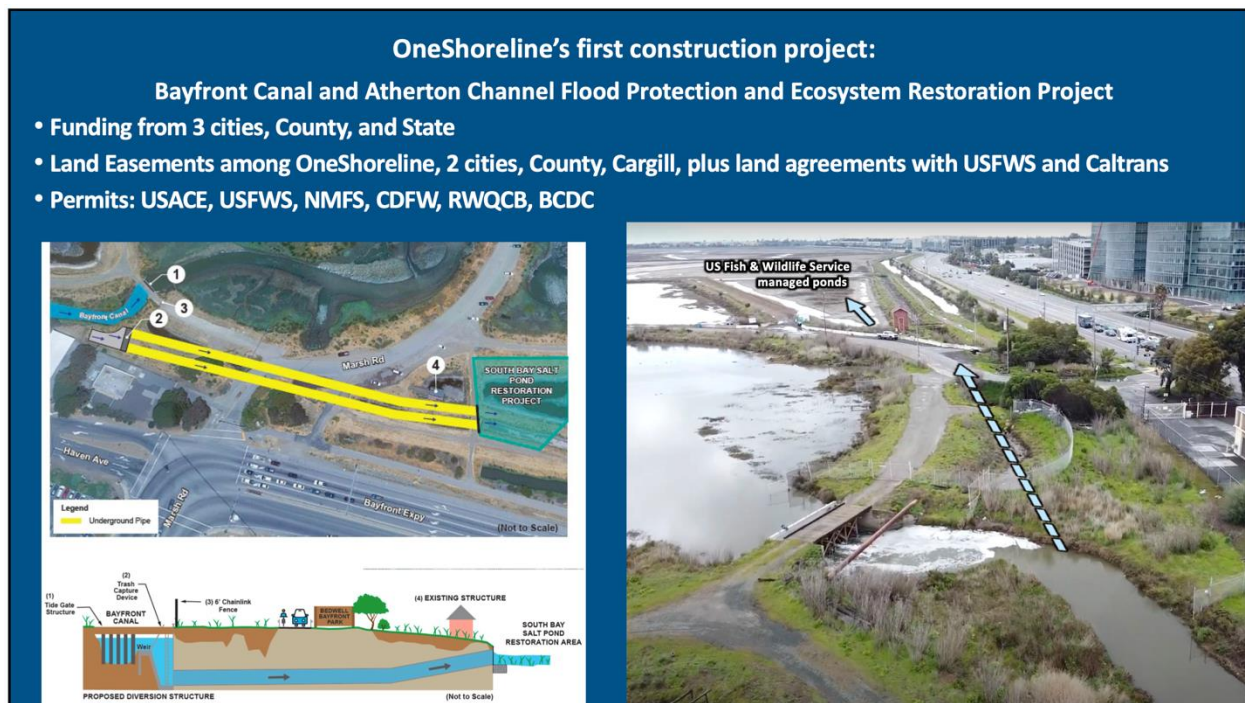 OneShoreline’s first construction project:
Bayfront Canal and Atherton Channel Flood Protection and Ecosystem Restoration Project
• Funding from 3 cities, County, and State
• Land Easements among OneShoreline, 2 cities, County, Cargill, plus land agreements with USFWS and Caltrans
• Permits: USACE, USFWS, NMFS, CDFW, RWQCB, BCDC
1
3
2
Bayfront Canal
Marsh Rd
4
SOUTH BAY SALT
POND
RESTORATION
PROJECT
Haven Ave
Marsh Rd
Bayfront Expy
(Not to Scale)
Legend
Underground Pipe
(1)
Tide Gate
Structure
(2)
Trash
Capture
Device
BAYFRONT
CANAL
Weir
(3) 6' Chainlink
Fence
BEDWELL
BAYFRONT
PARK
(4) EXISTING STRUCTURE
SOUTH BAY
SALT POND
RESTORATION AREA
PROPOSED DIVERSION STRUCTURE
(Not to Scale)
US Fish & Wildlife Service
managed ponds